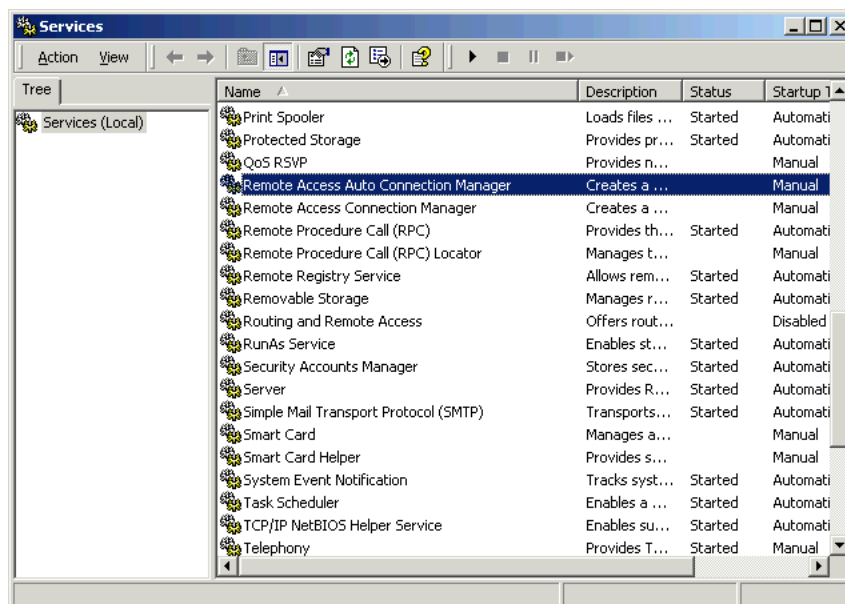 Services
Action View
Tree
Services (Local)
Name Description Status Startup T
Print Spooler Loads files ... Started Automati
Protected Storage Provides pr... Started Automati
QoS RSVP Provides n... Manual
Remote Access Auto Connection Manager Creates a ... Manual
Remote Access Connection Manager Creates a ... Manual
Remote Procedure Call (RPC) Provides th... Started Automati
Remote Procedure Call (RPC) Locator Manages t... Manual
Remote Registry Service Allows rem... Started Automati
Removable Storage Manages r... Started Automati
Routing and Remote Access Offers rout... Disabled
RunAs Service Enables st... Started Automati
Security Accounts Manager Stores sec... Started Automati
Server Provides R... Started Automati
Simple Mail Transport Protocol (SMTP) Transports... Started Automati
Smart Card Manages a... Manual
Smart Card Helper Provides s... Manual
System Event Notification Tracks syst... Started Automati
Task Scheduler Enables a ... Started Automati
TCP/IP NetBIOS Helper Service Enables su... Started Automati
Telephony Provides T... Started Manual